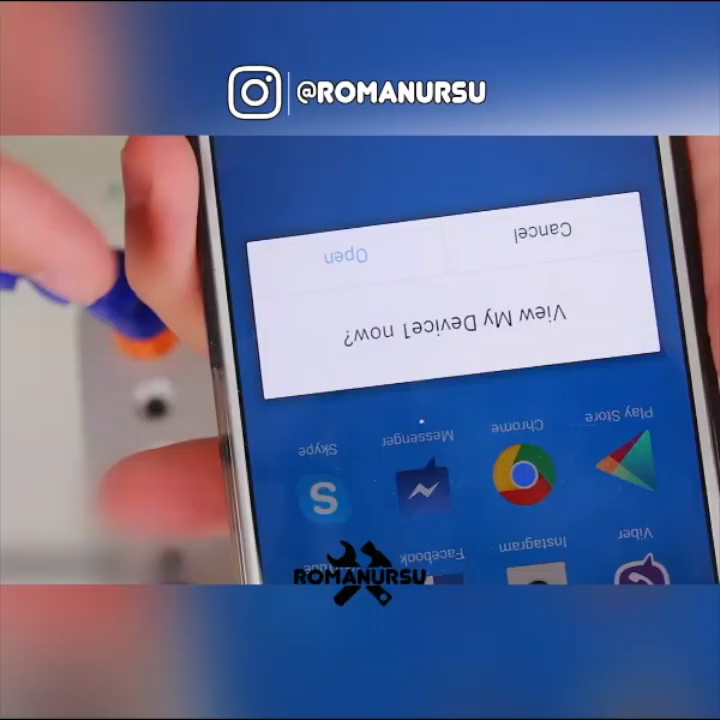 @ROMANURSU
View My Device1 now?
Cancel
Open
Play Store
Chrome
Messenger
Skype
Viber
Instagram
Facebook
ROMANURSU